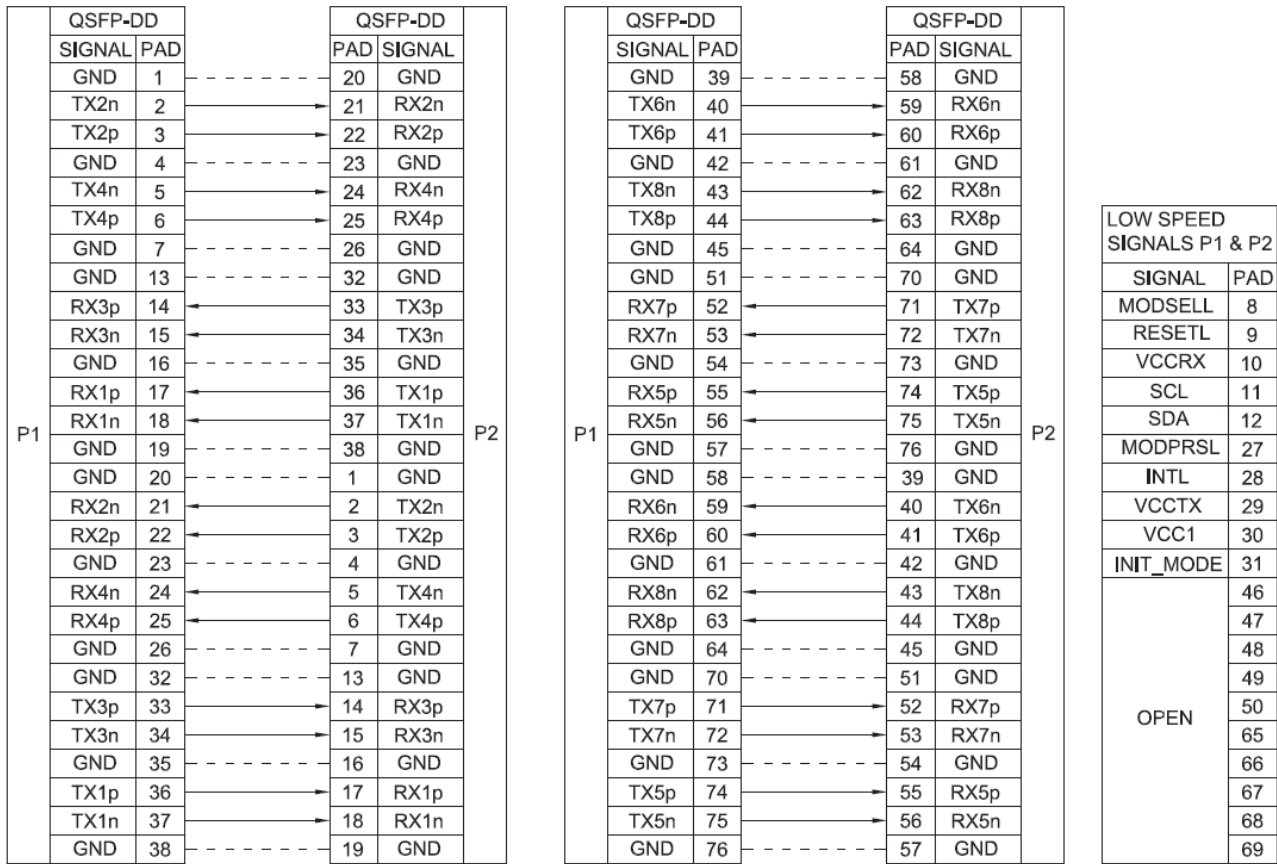 QSFP-DD QSFP-DD
SIGNAL PAD PAD SIGNAL
GND 1 20 GND
TX2n 2 21 RX2n
TX2p 3 22 RX2p
GND 4 23 GND
TX4n 5 24 RX4n
TX4p 6 25 RX4p
GND 7 26 GND
GND 13 32 GND
RX3p 14 33 TX3p
RX3n 15 34 TX3n
GND 16 35 GND
RX1p 17 36 TX1p
RX1n 18 37 TX1n
P1 P2
GND 19 38 GND
GND 20 1 GND
RX2n 21 2 TX2n
RX2p 22 3 TX2p
GND 23 4 GND
RX4n 24 5 TX4n
RX4p 25 6 TX4p
GND 26 7 GND
GND 32 13 GND
TX3p 33 14 RX3p
TX3n 34 15 RX3n
GND 35 16 GND
TX1p 36 17 RX1p
TX1n 37 18 RX1n
GND 38 19 GND
QSFP-DD QSFP-DD
SIGNAL PAD PAD SIGNAL
GND 39 58 GND
TX6n 40 59 RX6n
TX6p 41 60 RX6p
GND 42 61 GND
TX8n 43 62 RX8n
TX8p 44 63 RX8p
GND 45 64 GND
GND 51 70 GND
RX7p 52 71 TX7p
RX7n 53 72 TX7n
GND 54 73 GND
RX5p 55 74 TX5p
RX5n 56 75 TX5n
P1 P2
GND 57 76 GND
GND 58 39 GND
RX6n 59 40 TX6n
RX6p 60 41 TX6p
GND 61 42 GND
RX8n 62 43 TX8n
RX8p 63 44 TX8p
GND 64 45 GND
GND 70 51 GND
TX7p 71 52 RX7p
TX7n 72 53 RX7n
GND 73 54 GND
TX5p 74 55 RX5p
TX5n 75 56 RX5n
GND 76 57 GND
LOW SPEED
SIGNALS P1 & P2
SIGNAL PAD
MODSELL 8
RESETL 9
VCCRX 10
SCL 11
SDA 12
MODPRSL 27
INTL 28
VCCTX 29
VCC1 30
INIT_MODE 31
46
47
48
49
50
OPEN
65
66
67
68
69